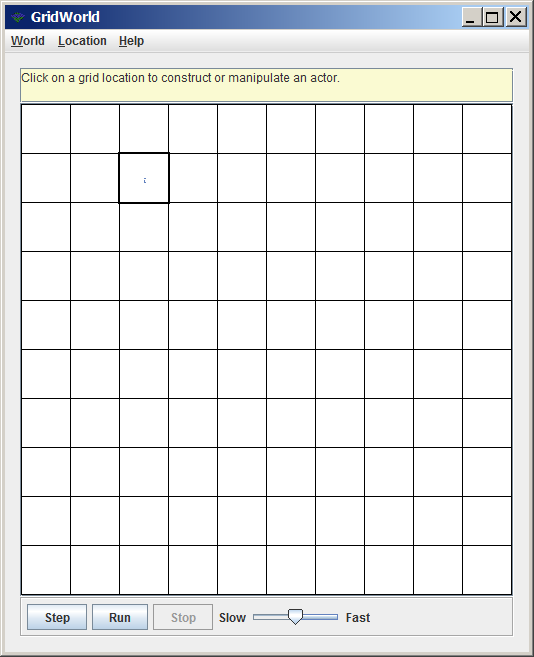 GridWorld
World Location Help
Click on a grid location to construct or manipulate an actor.
Step Run Stop Slow Fast